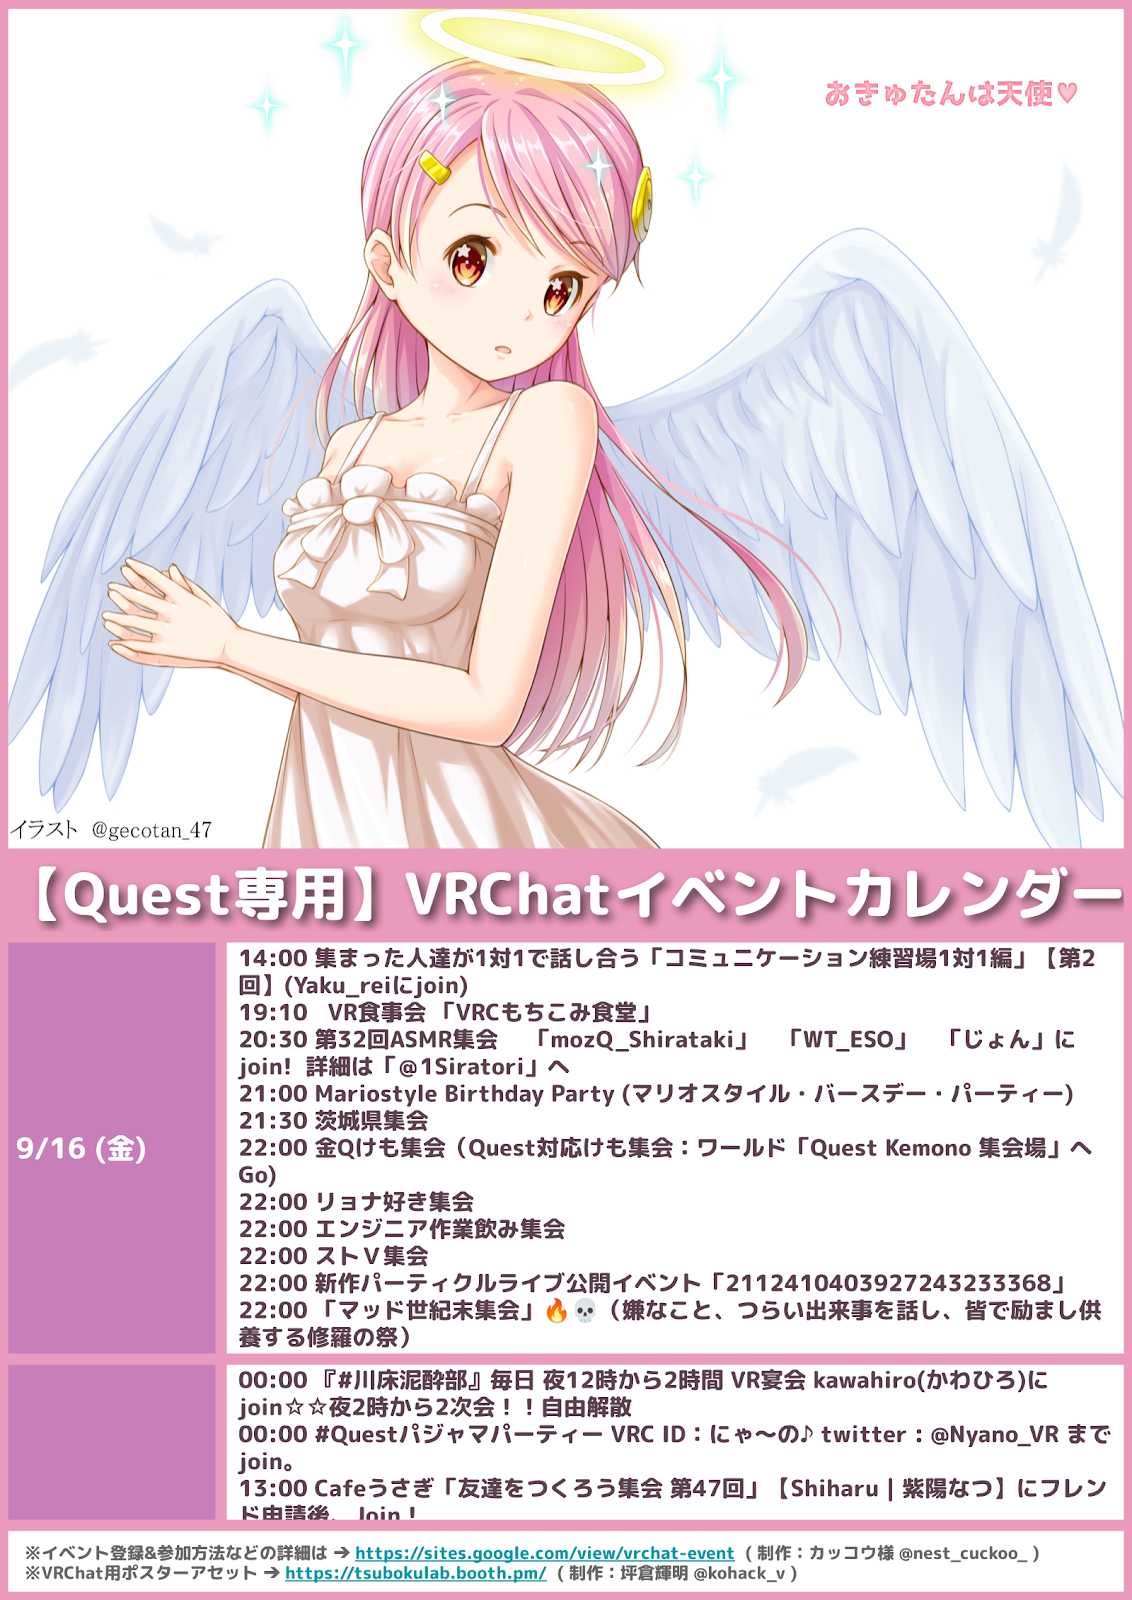 おきゅたんは天使♥
イラスト @gecotan_47
【Quest専用】VRChatイベントカレンダー
9/16 (金)
14:00 集まった人達が1対1で話し合う「コミュニケーション練習場1対1編」【第2
回】(Yaku_reiにjoin)
19:10 VR食事会 「VRCもちこみ食堂」
20:30 第32回ASMR集会 「mozQ_Shirataki」 「WT_ESO」 「じょん」に
join! 詳細は「@1Siratori」へ
21:00 Mariostyle Birthday Party (マリオスタイル・バースデー・パーティー)
21:30 茨城県集会
22:00 金Qけも集会（Quest対応けも集会：ワールド「Quest Kemono 集会場」へ
Go)
22:00 リョナ好き集会
22:00 エンジニア作業飲み集会
22:00 ストＶ集会
22:00 新作パーティクルライブ公開イベント「2112410403927243233368」
22:00 「マッド世紀末集会」🔥💀（嫌なこと、つらい出来事を話し、皆で励まし供
養する修羅の祭）
00:00 『#川床泥酔部』毎日 夜12時から2時間 VR宴会 kawahiro(かわひろ)に
join☆☆夜2時から2次会！！自由解散
00:00 #Questパジャマパーティー VRC ID：にゃ～の♪ twitter : @Nyano_VR まで
join。
13:00 Cafeうさぎ「友達をつくろう集会 第47回」【Shiharu | 紫陽なつ】にフレン
ド申請後、Join！
※イベント登録&参加方法などの詳細は ➔ https://sites.google.com/view/vrchat-event ( 制作：カッコウ様 @nest_cuckoo_ )
※VRChat用ポスターアセット ➔ https://tsubokulab.booth.pm/ ( 制作：坪倉輝明 @kohack_v )